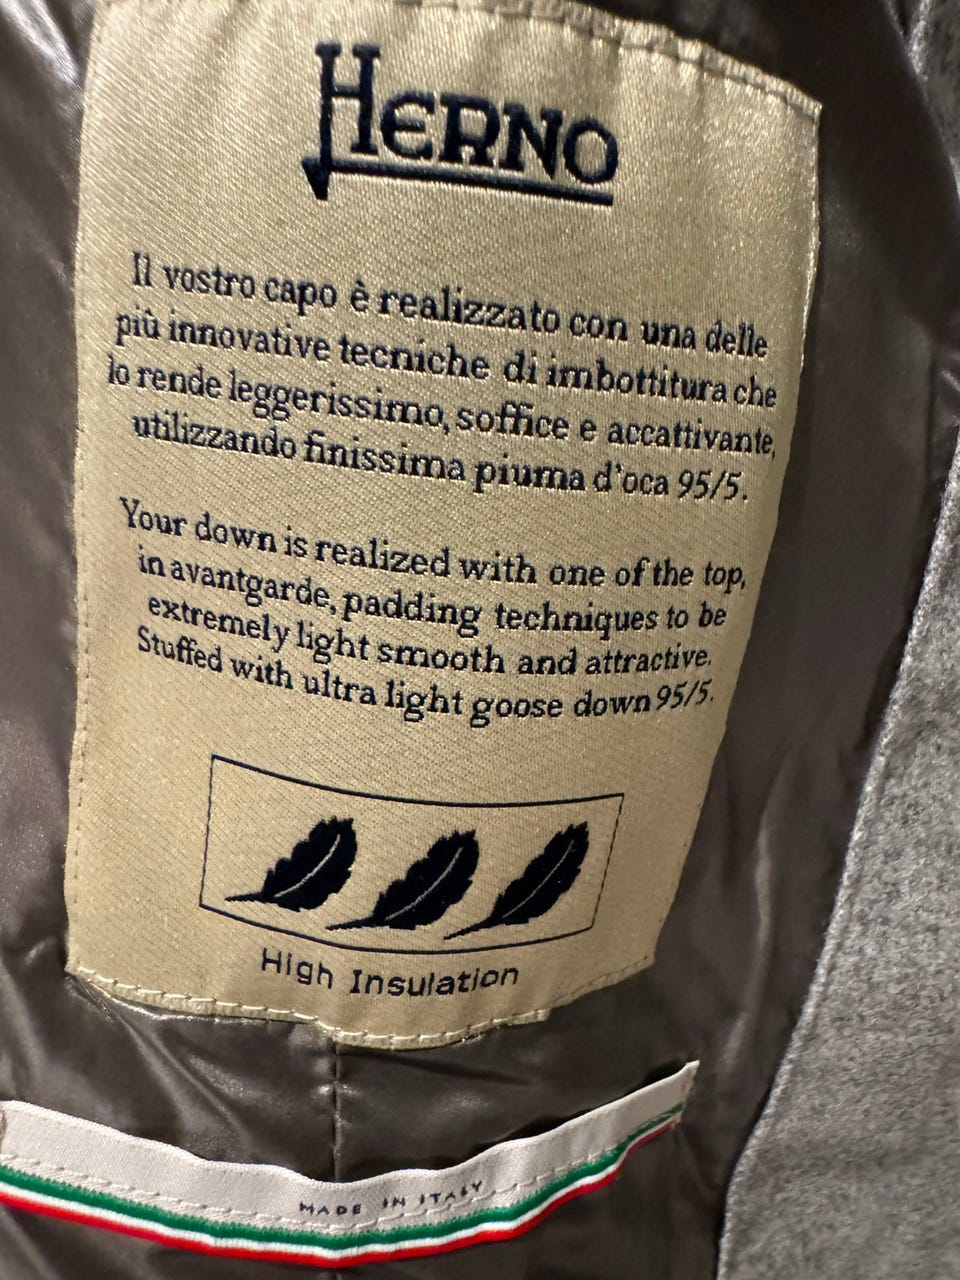 HERNO
Il vostro capo è realizzato con una delle
più innovative tecniche di imbottitura che
lo rende leggerissimo, soffice e accattivante,
utilizzando finissima piuma d'oca 95/5.
Your down is realized with one of the top,
in avantgarde, padding techniques to be
extremely light smooth and attractive.
Stuffed with ultra light goose down 95/5.
High Insulation
MADE IN ITALY